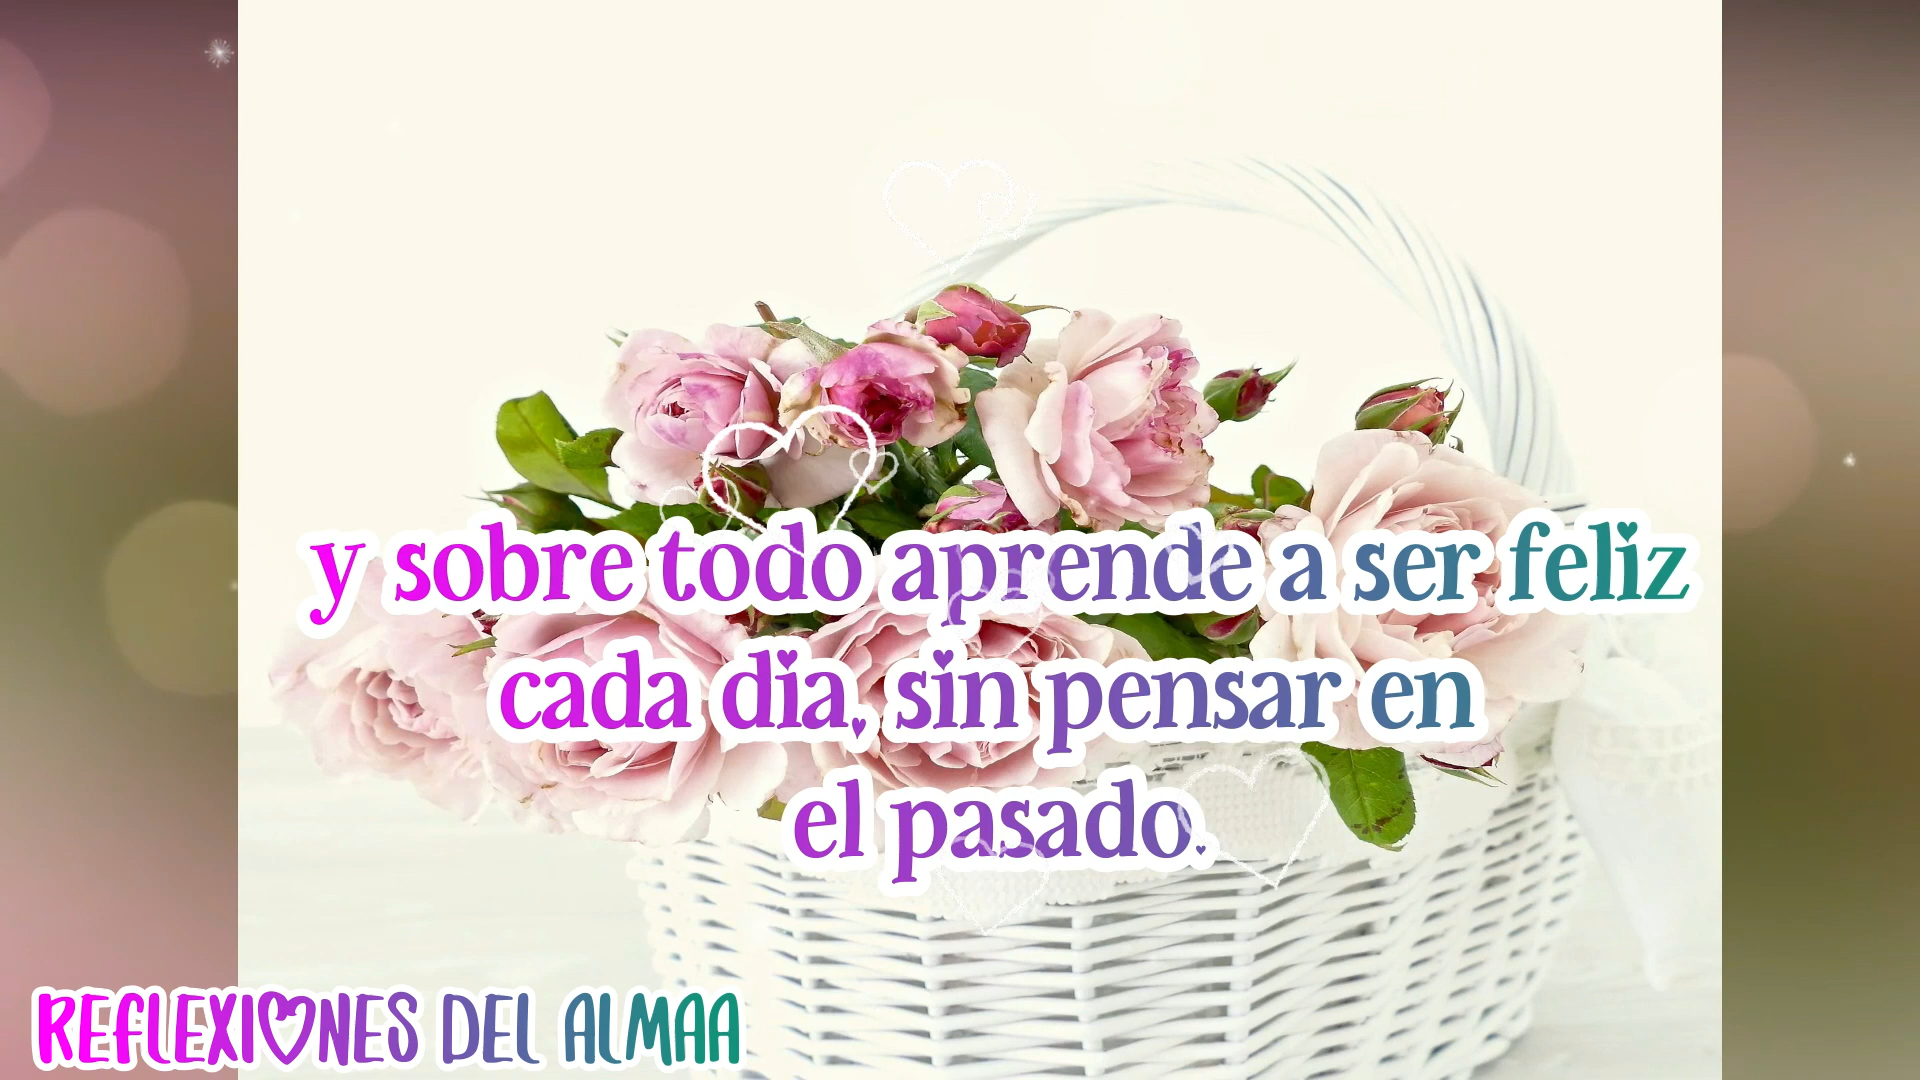 y sobre todo aprende a ser feliz
cada dia, sin pensar en
el pasado.
REFLEXIONES DEL ALMAA